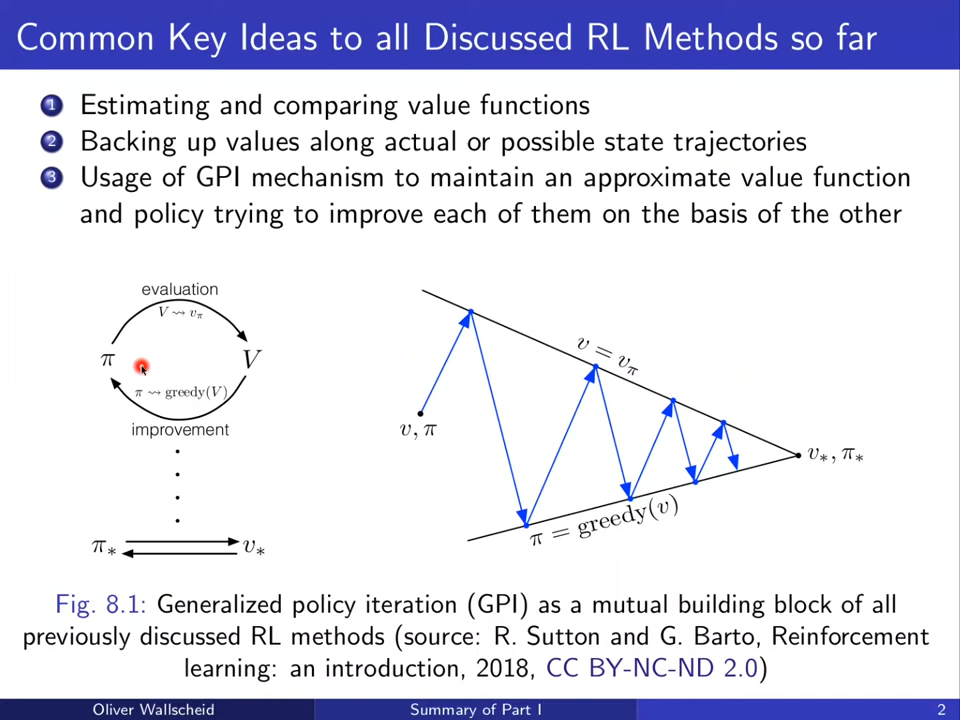 Common Key Ideas to all Discussed RL Methods so far
1 Estimating and comparing value functions
2 Backing up values along actual or possible state trajectories
3 Usage of GPI mechanism to maintain an approximate value function
and policy trying to improve each of them on the basis of the other
evaluation
V ⇝ v_π
π
V
π ⇝ greedy(V)
improvement
π_*
v_*
v, π
v = v_π
v_*, π_*
π = greedy(v)
Fig. 8.1: Generalized policy iteration (GPI) as a mutual building block of all
previously discussed RL methods (source: R. Sutton and G. Barto, Reinforcement
learning: an introduction, 2018, CC BY-NC-ND 2.0)
Oliver Wallscheid
Summary of Part I
2